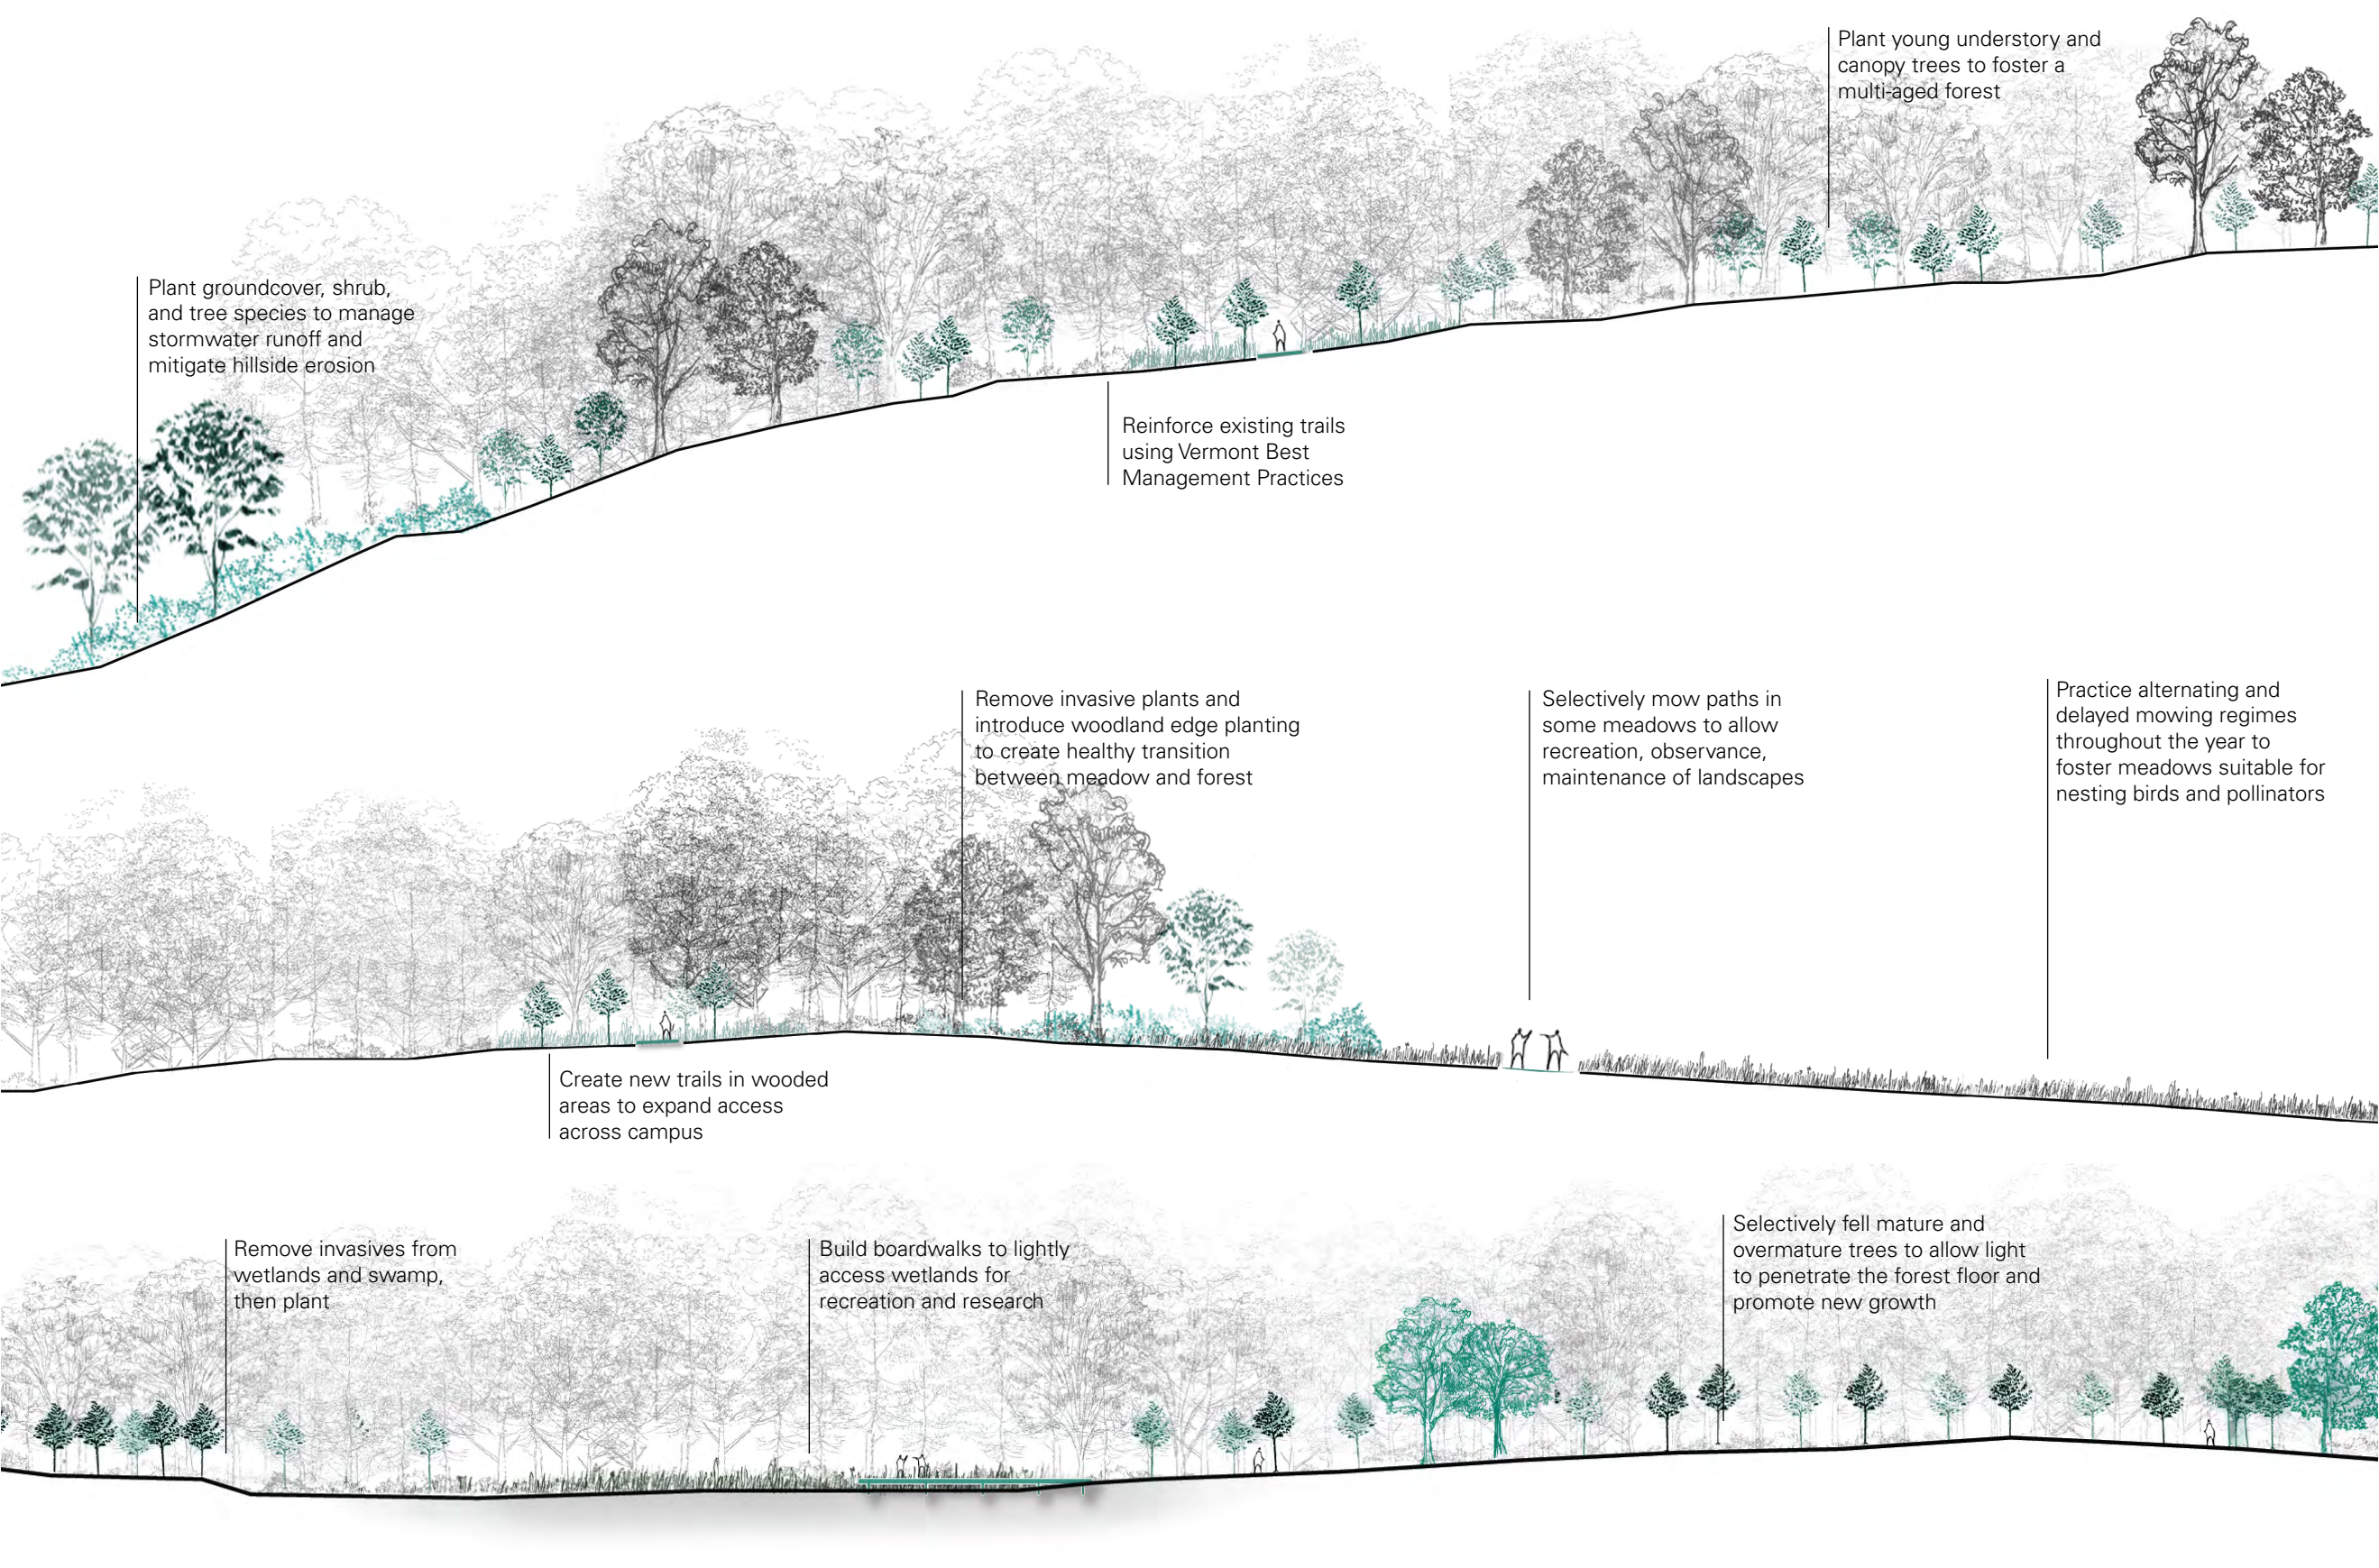 Plant young understory and
canopy trees to foster a
multi-aged forest
Plant groundcover, shrub,
and tree species to manage
stormwater runoff and
mitigate hillside erosion
Reinforce existing trails
using Vermont Best
Management Practices
Remove invasive plants and
introduce woodland edge planting
to create healthy transition
between meadow and forest
Selectively mow paths in
some meadows to allow
recreation, observance,
maintenance of landscapes
Practice alternating and
delayed mowing regimes
throughout the year to
foster meadows suitable for
nesting birds and pollinators
Create new trails in wooded
areas to expand access
across campus
Remove invasives from
wetlands and swamp,
then plant
Build boardwalks to lightly
access wetlands for
recreation and research
Selectively fell mature and
overmature trees to allow light
to penetrate the forest floor and
promote new growth